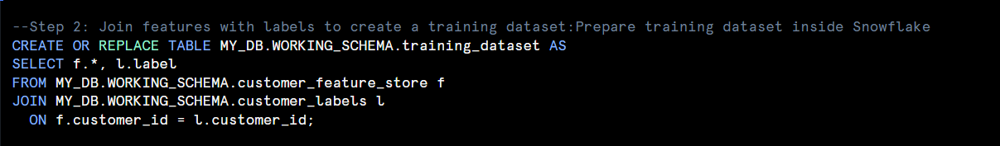 --Step 2: Join features with labels to create a training dataset:Prepare training dataset inside Snowflake
CREATE OR REPLACE TABLE MY_DB.WORKING_SCHEMA.training_dataset AS
SELECT f.*, l.label
FROM MY_DB.WORKING_SCHEMA.customer_feature_store f
JOIN MY_DB.WORKING_SCHEMA.customer_labels l
  ON f.customer_id = l.customer_id;